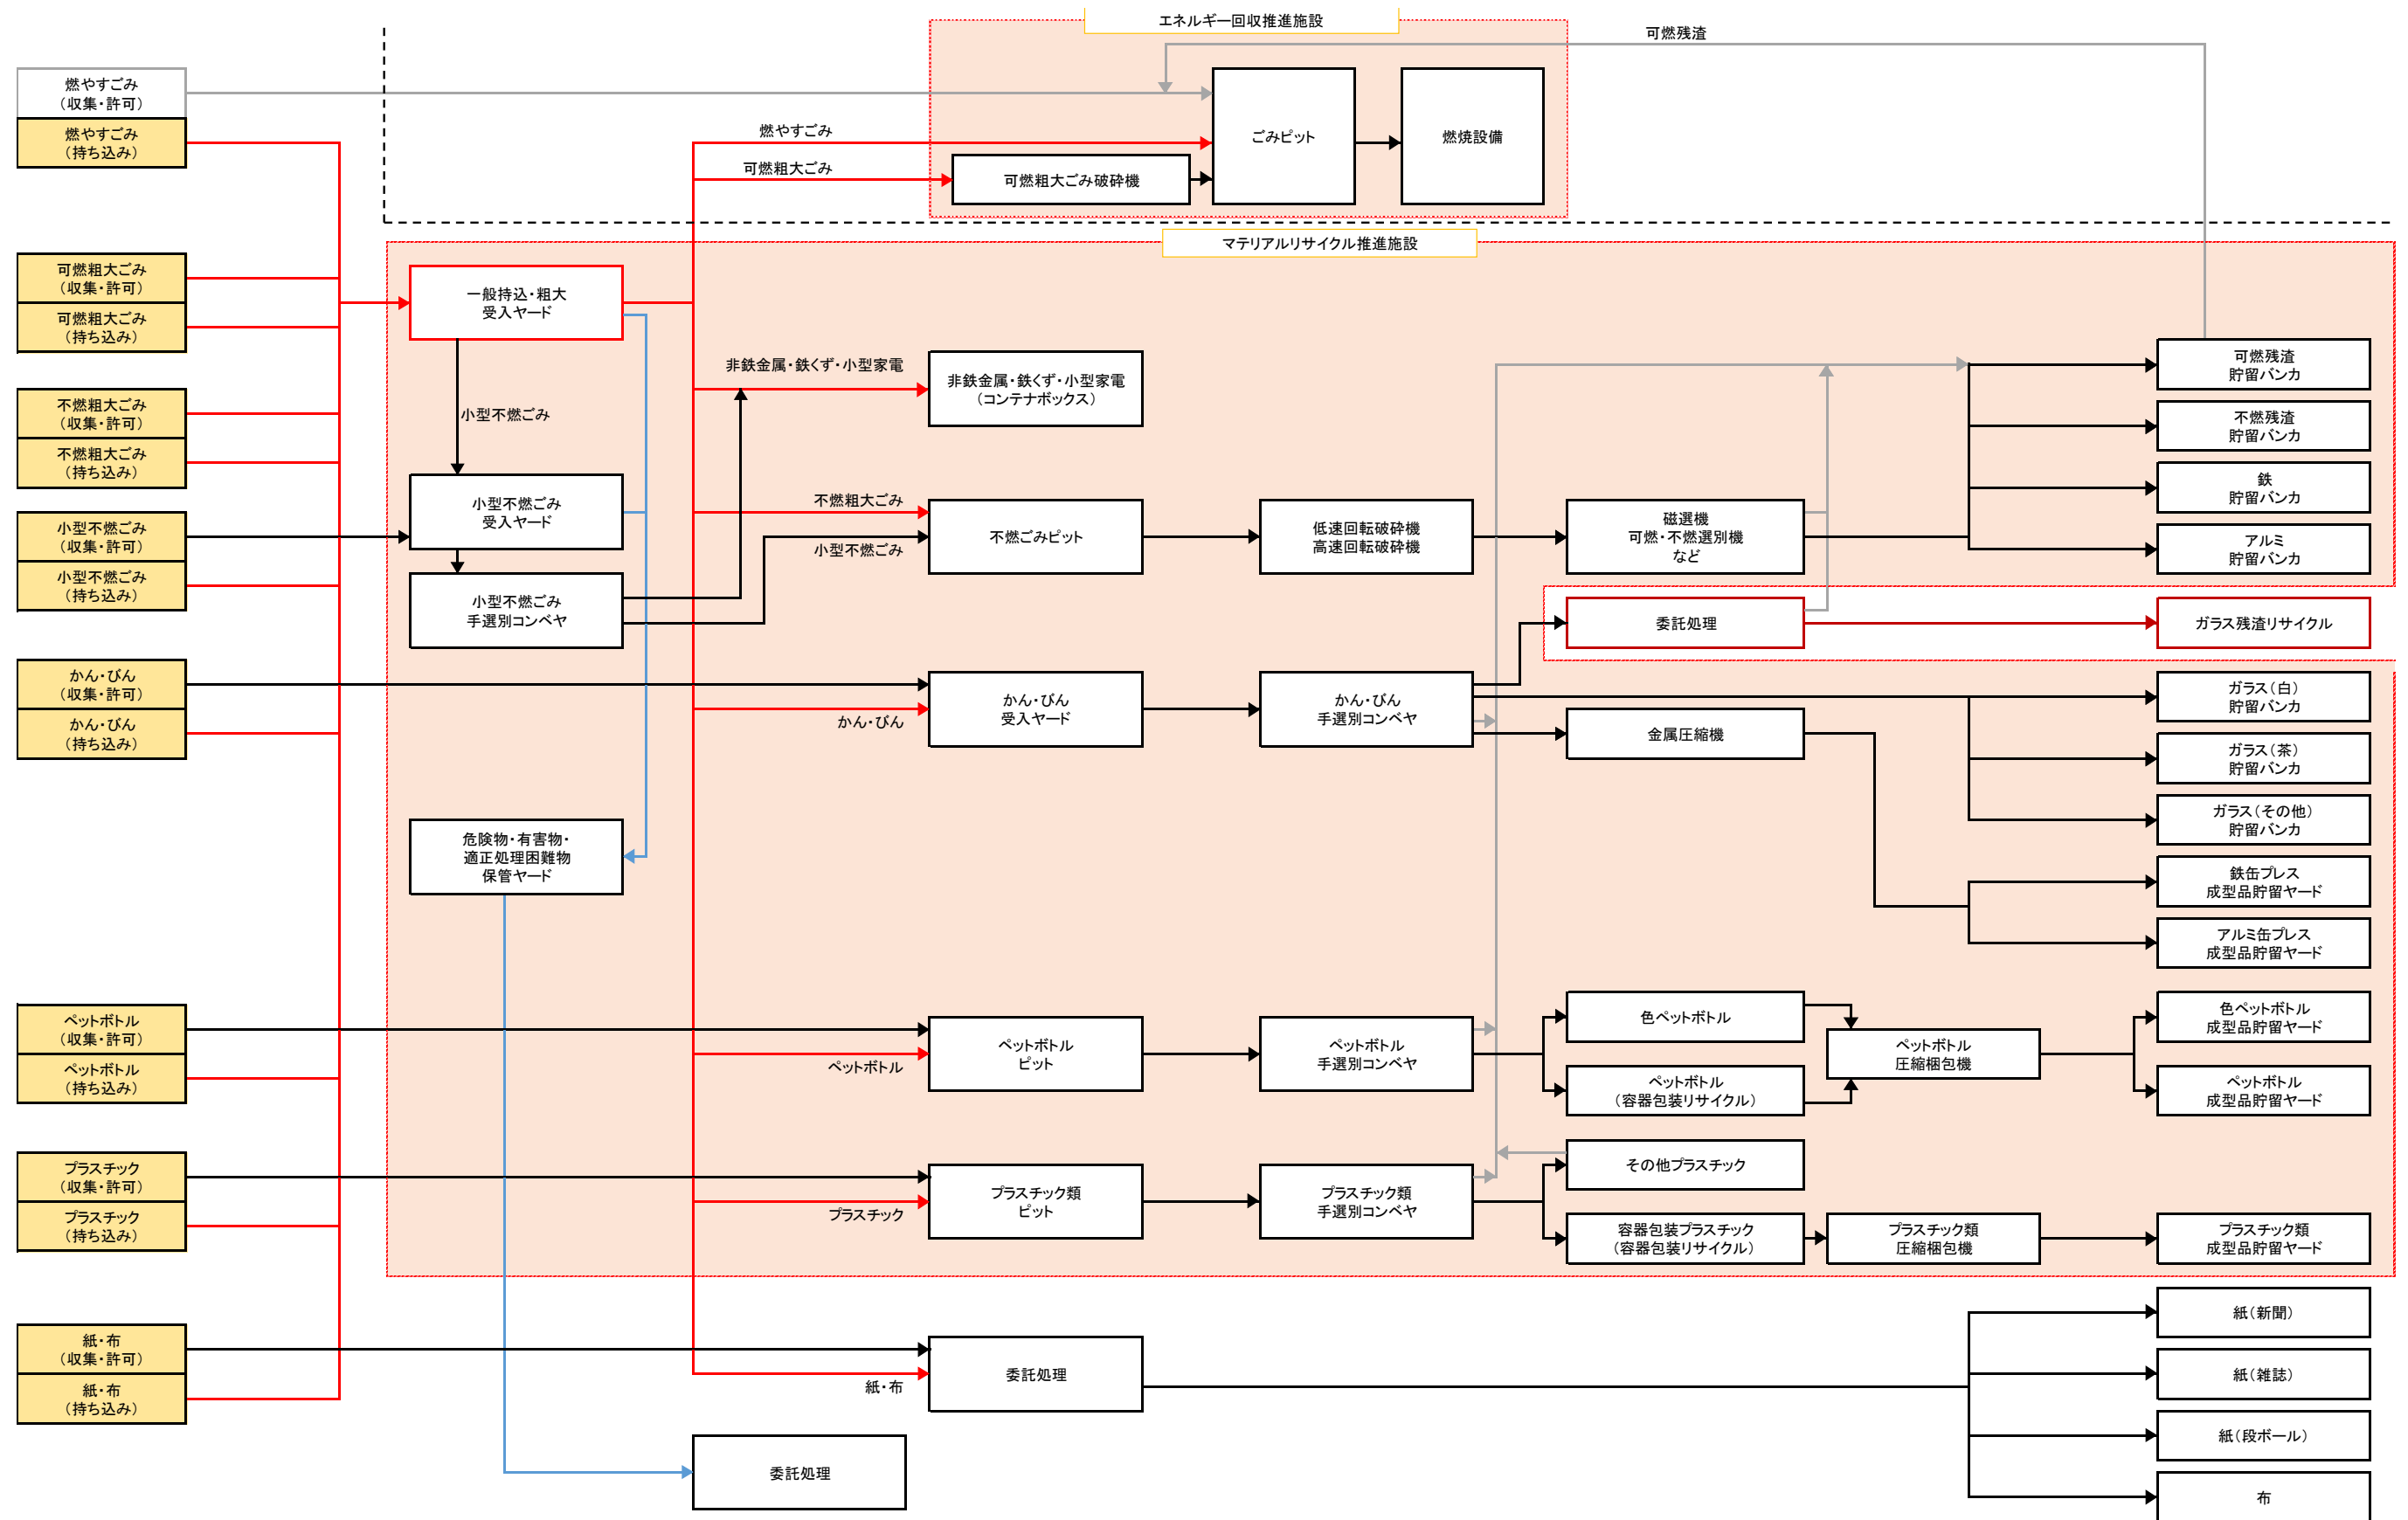 エネルギー回収推進施設
可燃残渣
燃やすごみ
（収集・許可）
燃やすごみ
（持ち込み）
燃やすごみ
可燃粗大ごみ
可燃粗大ごみ破砕機
ごみピット
燃焼設備
マテリアルリサイクル推進施設
可燃粗大ごみ
（収集・許可）
可燃粗大ごみ
（持ち込み）
一般持込・粗大
受入ヤード
不燃粗大ごみ
（収集・許可）
不燃粗大ごみ
（持ち込み）
小型不燃ごみ
非鉄金属・鉄くず・小型家電
非鉄金属・鉄くず・小型家電
（コンテナボックス）
可燃残渣
貯留バンカ
不燃残渣
貯留バンカ
鉄
貯留バンカ
アルミ
貯留バンカ
小型不燃ごみ
（収集・許可）
小型不燃ごみ
（持ち込み）
小型不燃ごみ
受入ヤード
小型不燃ごみ
手選別コンベヤ
不燃粗大ごみ
小型不燃ごみ
不燃ごみピット
低速回転破砕機
高速回転破砕機
磁選機
可燃・不燃選別機
など
委託処理
ガラス残渣リサイクル
かん・びん
（収集・許可）
かん・びん
（持ち込み）
かん・びん
かん・びん
受入ヤード
かん・びん
手選別コンベヤ
金属圧縮機
ガラス（白）
貯留バンカ
ガラス（茶）
貯留バンカ
ガラス（その他）
貯留バンカ
鉄缶プレス
成型品貯留ヤード
アルミ缶プレス
成型品貯留ヤード
危険物・有害物・
適正処理困難物
保管ヤード
ペットボトル
（収集・許可）
ペットボトル
（持ち込み）
ペットボトル
ペットボトル
ピット
ペットボトル
手選別コンベヤ
色ペットボトル
ペットボトル
（容器包装リサイクル）
ペットボトル
圧縮梱包機
色ペットボトル
成型品貯留ヤード
ペットボトル
成型品貯留ヤード
プラスチック
（収集・許可）
プラスチック
（持ち込み）
プラスチック
プラスチック類
ピット
プラスチック類
手選別コンベヤ
その他プラスチック
容器包装プラスチック
（容器包装リサイクル）
プラスチック類
圧縮梱包機
プラスチック類
成型品貯留ヤード
紙・布
（収集・許可）
紙・布
（持ち込み）
紙・布
委託処理
紙（新聞）
紙（雑誌）
紙（段ボール）
布
委託処理